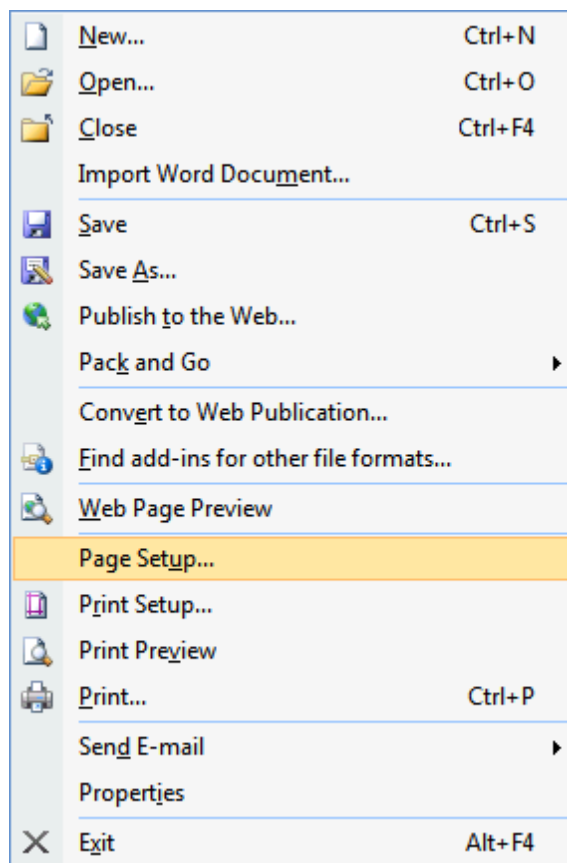 New... Ctrl+N
Open... Ctrl+O
Close Ctrl+F4
Import Word Document...
Save Ctrl+S
Save As...
Publish to the Web...
Pack and Go
Convert to Web Publication...
Find add-ins for other file formats...
Web Page Preview
Page Setup...
Print Setup...
Print Preview
Print... Ctrl+P
Send E-mail
Properties
Exit Alt+F4